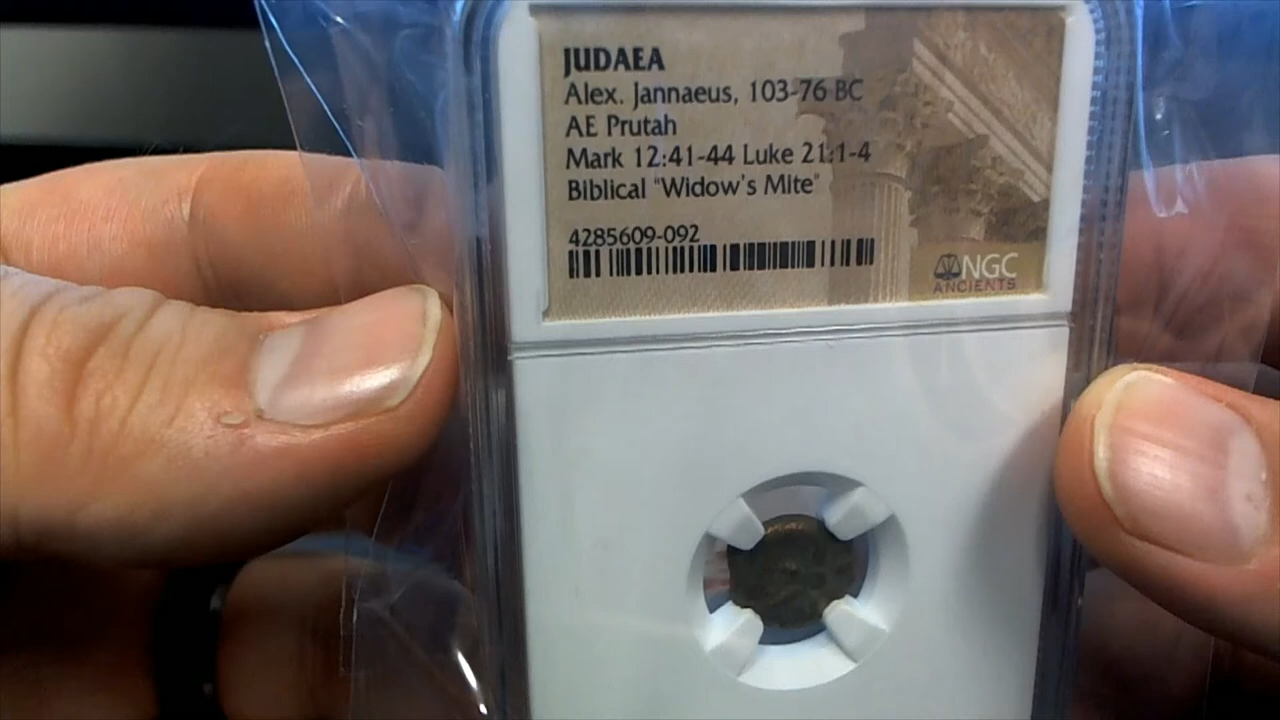 JUDAEA
Alex. Jannaeus, 103-76 BC
AE Prutah
Mark 12:41-44 Luke 21:1-4
Biblical "Widow's Mite"
4285609-092
NGC
ANCIENTS